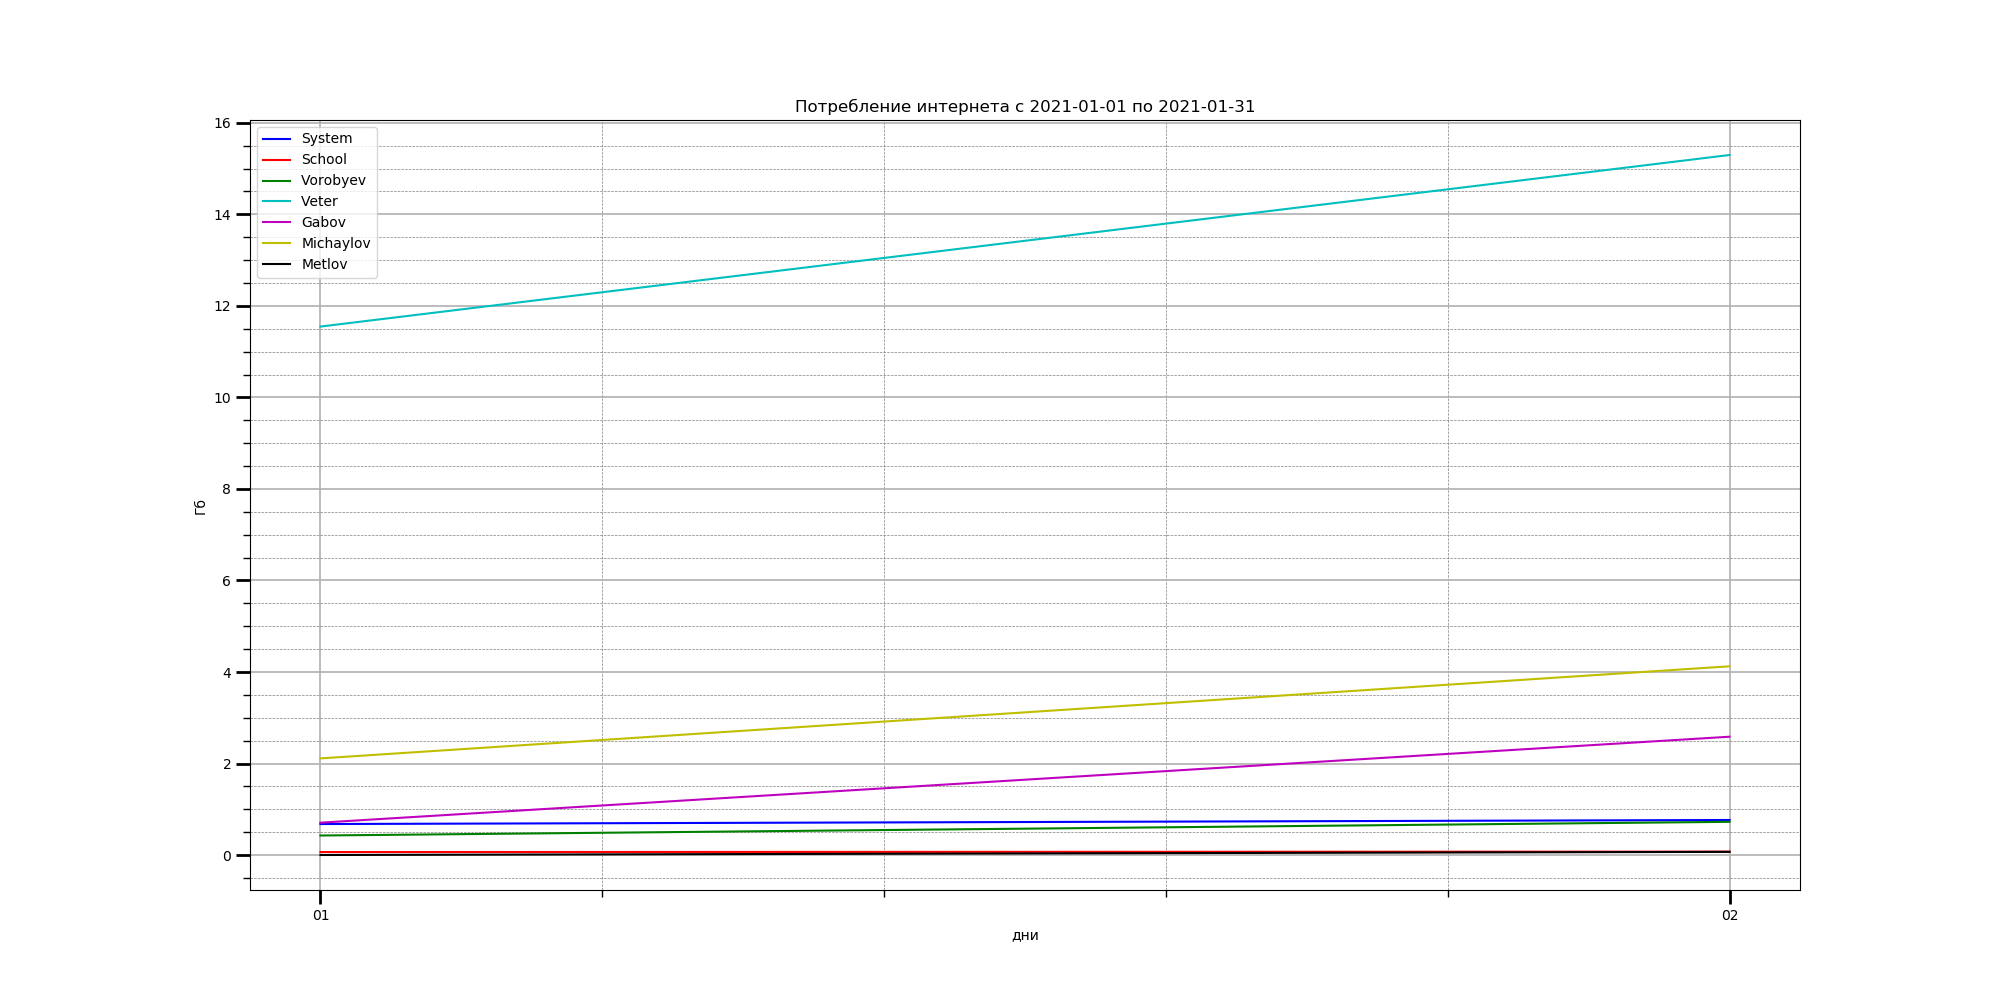 Потребление интернета с 2021-01-01 по 2021-01-31
16
14
12
10
8
6
4
2
0
Гб
System
School
Vorobyev
Veter
Gabov
Michaylov
Metlov
01
02
дни